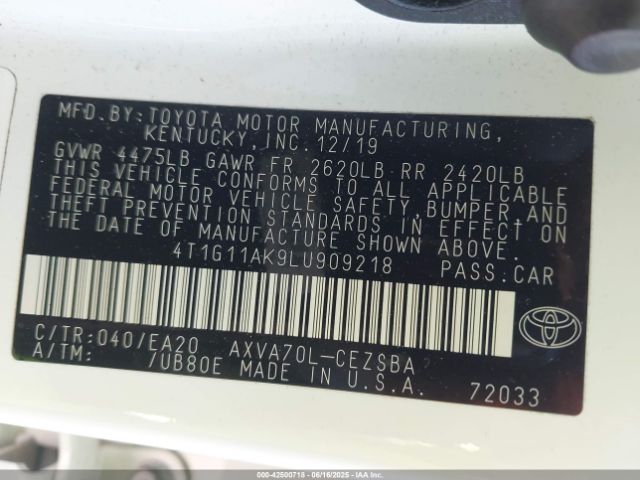 MFD.BY:TOYOTA MOTOR MANUFACTURING,
KENTUCKY,INC.12/19
GVWR 4475LB GAWR FR 2620LB RR 2420LB
THIS VEHICLE CONFORMS TO ALL APPLICABLE
FEDERAL MOTOR VEHICLE SAFETY,BUMPER,AND
THEFT PREVENTION STANDARDS IN EFFECT ON
THE DATE OF MANUFACTURE SHOWN ABOVE.
4T1G11AK9LU909218 PASS.CAR
C/TR:040/EA20 AXVA70L-CEZSBA
A/TM: /UB80E MADE IN U.S.A. 72033
000-42500718 - 06/16/2025 - IAA Inc.